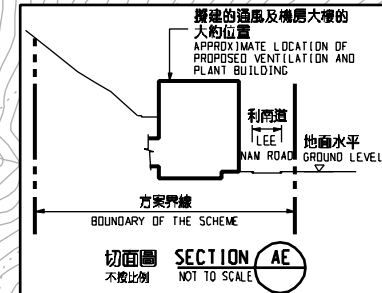 擬建的通風及機房大樓的
大約位置
APPROXIMATE LOCATION OF
PROPOSED VENTILATION AND
PLANT BUILDING
利南道
LEE
NAM ROAD
地面水平
GROUND LEVEL
方案界線
BOUNDARY OF THE SCHEME
切面圖 SECTION AE
不按比例 NOT TO SCALE